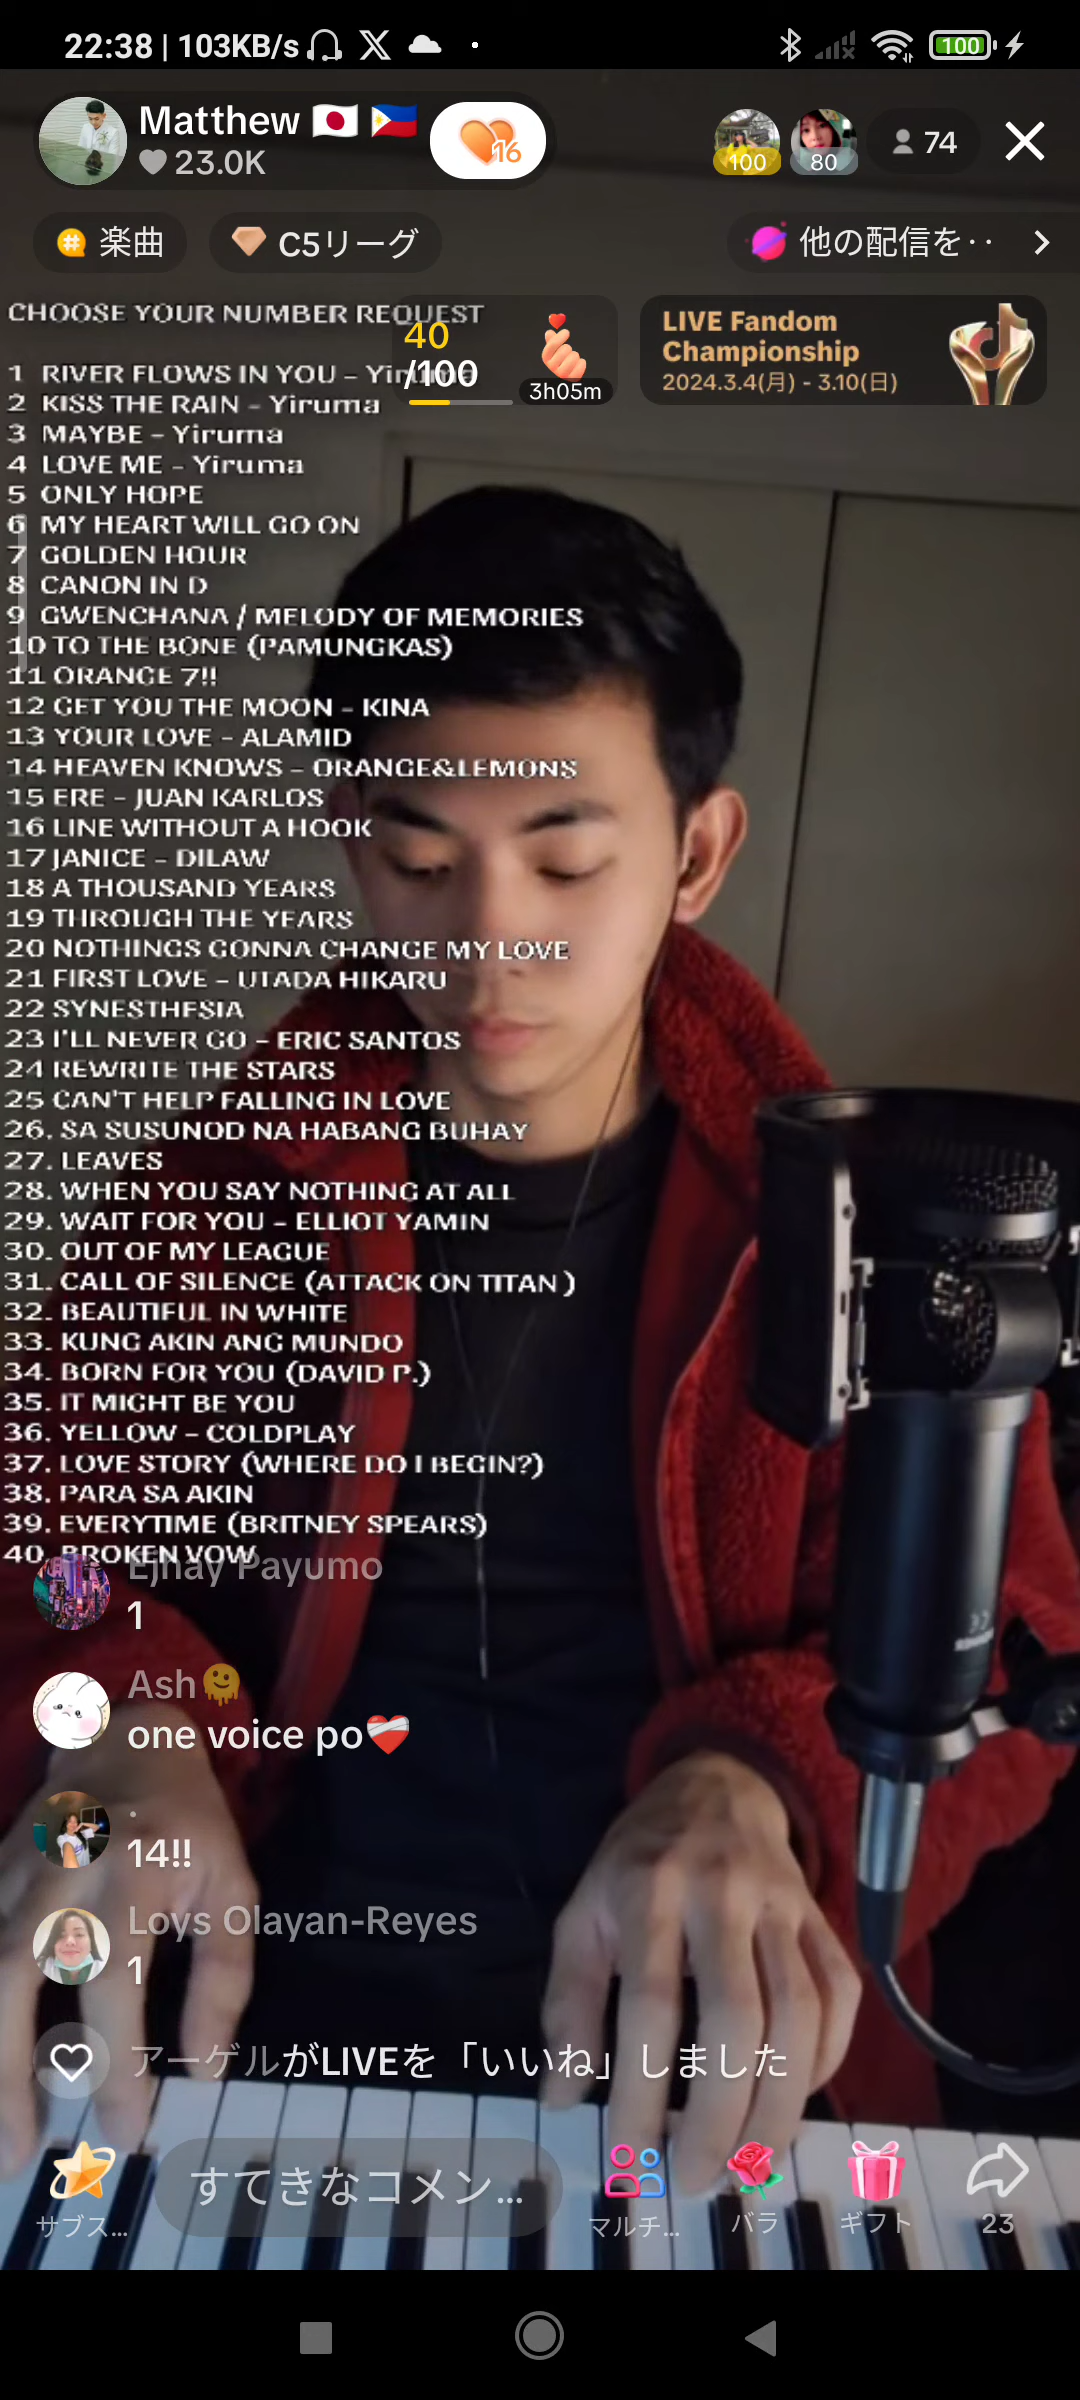 22:38 | 103KB/s
100
Matthew 🇯🇵 🇵🇭
23.0K
16
100
80
74
楽曲
C5リーグ
他の配信を‥
CHOOSE YOUR NUMBER REQUEST
40
/100
3h05m
LIVE Fandom
Championship
2024.3.4(月) - 3.10(日)
1 RIVER FLOWS IN YOU – Yiruma
2 KISS THE RAIN – Yiruma
3 MAYBE – Yiruma
4 LOVE ME – Yiruma
5 ONLY HOPE
6 MY HEART WILL GO ON
7 GOLDEN HOUR
8 CANON IN D
9 GWENCHANA / MELODY OF MEMORIES
10 TO THE BONE (PAMUNGKAS)
11 ORANGE 7!!
12 GET YOU THE MOON – KINA
13 YOUR LOVE – ALAMID
14 HEAVEN KNOWS – ORANGE&LEMONS
15 ERE – JUAN KARLOS
16 LINE WITHOUT A HOOK
17 JANICE – DILAW
18 A THOUSAND YEARS
19 THROUGH THE YEARS
20 NOTHINGS GONNA CHANGE MY LOVE
21 FIRST LOVE – UTADA HIKARU
22 SYNESTHESIA
23 I'LL NEVER GO – ERIC SANTOS
24 REWRITE THE STARS
25 CAN'T HELP FALLING IN LOVE
26. SA SUSUNOD NA HABANG BUHAY
27. LEAVES
28. WHEN YOU SAY NOTHING AT ALL
29. WAIT FOR YOU – ELLIOT YAMIN
30. OUT OF MY LEAGUE
31. CALL OF SILENCE (ATTACK ON TITAN )
32. BEAUTIFUL IN WHITE
33. KUNG AKIN ANG MUNDO
34. BORN FOR YOU (DAVID P.)
35. IT MIGHT BE YOU
36. YELLOW – COLDPLAY
37. LOVE STORY (WHERE DO I BEGIN?)
38. PARA SA AKIN
39. EVERYTIME (BRITNEY SPEARS)
40. BROKEN VOW
Ejhay Payumo
1
Ash🫠
one voice po❤️‍🩹
.
14!!
Loys Olayan-Reyes
1
アーゲルがLIVEを「いいね」しました
すてきなコメン...
サブス...
マルチ...
バラ
ギフト
23